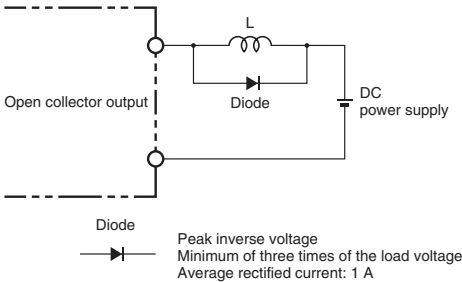 L
Open collector output
Diode
DC
power supply
Diode
Peak inverse voltage
Minimum of three times of the load voltage
Average rectified current: 1 A